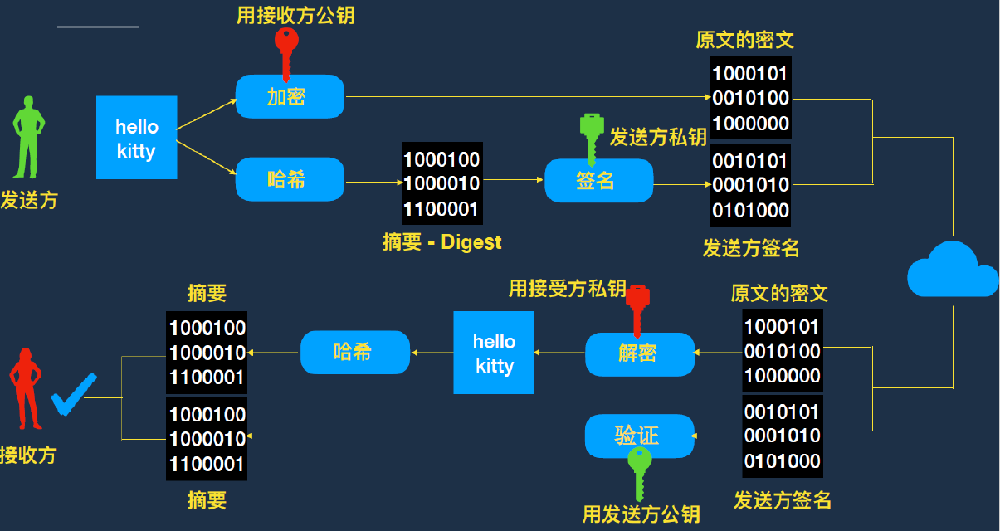 用接收方公钥
原文的密文
加密
1000101
0010100
1000000
hello
kitty
发送方私钥
1000100
1000010
1100001
哈希
签名
0010101
0001010
0101000
发送方
摘要 - Digest
发送方签名
摘要
用接受方私钥
原文的密文
1000100
1000010
1100001
哈希
hello
kitty
解密
1000101
0010100
1000000
1000100
1000010
1100001
验证
0010101
0001010
0101000
接收方
摘要
用发送方公钥
发送方签名